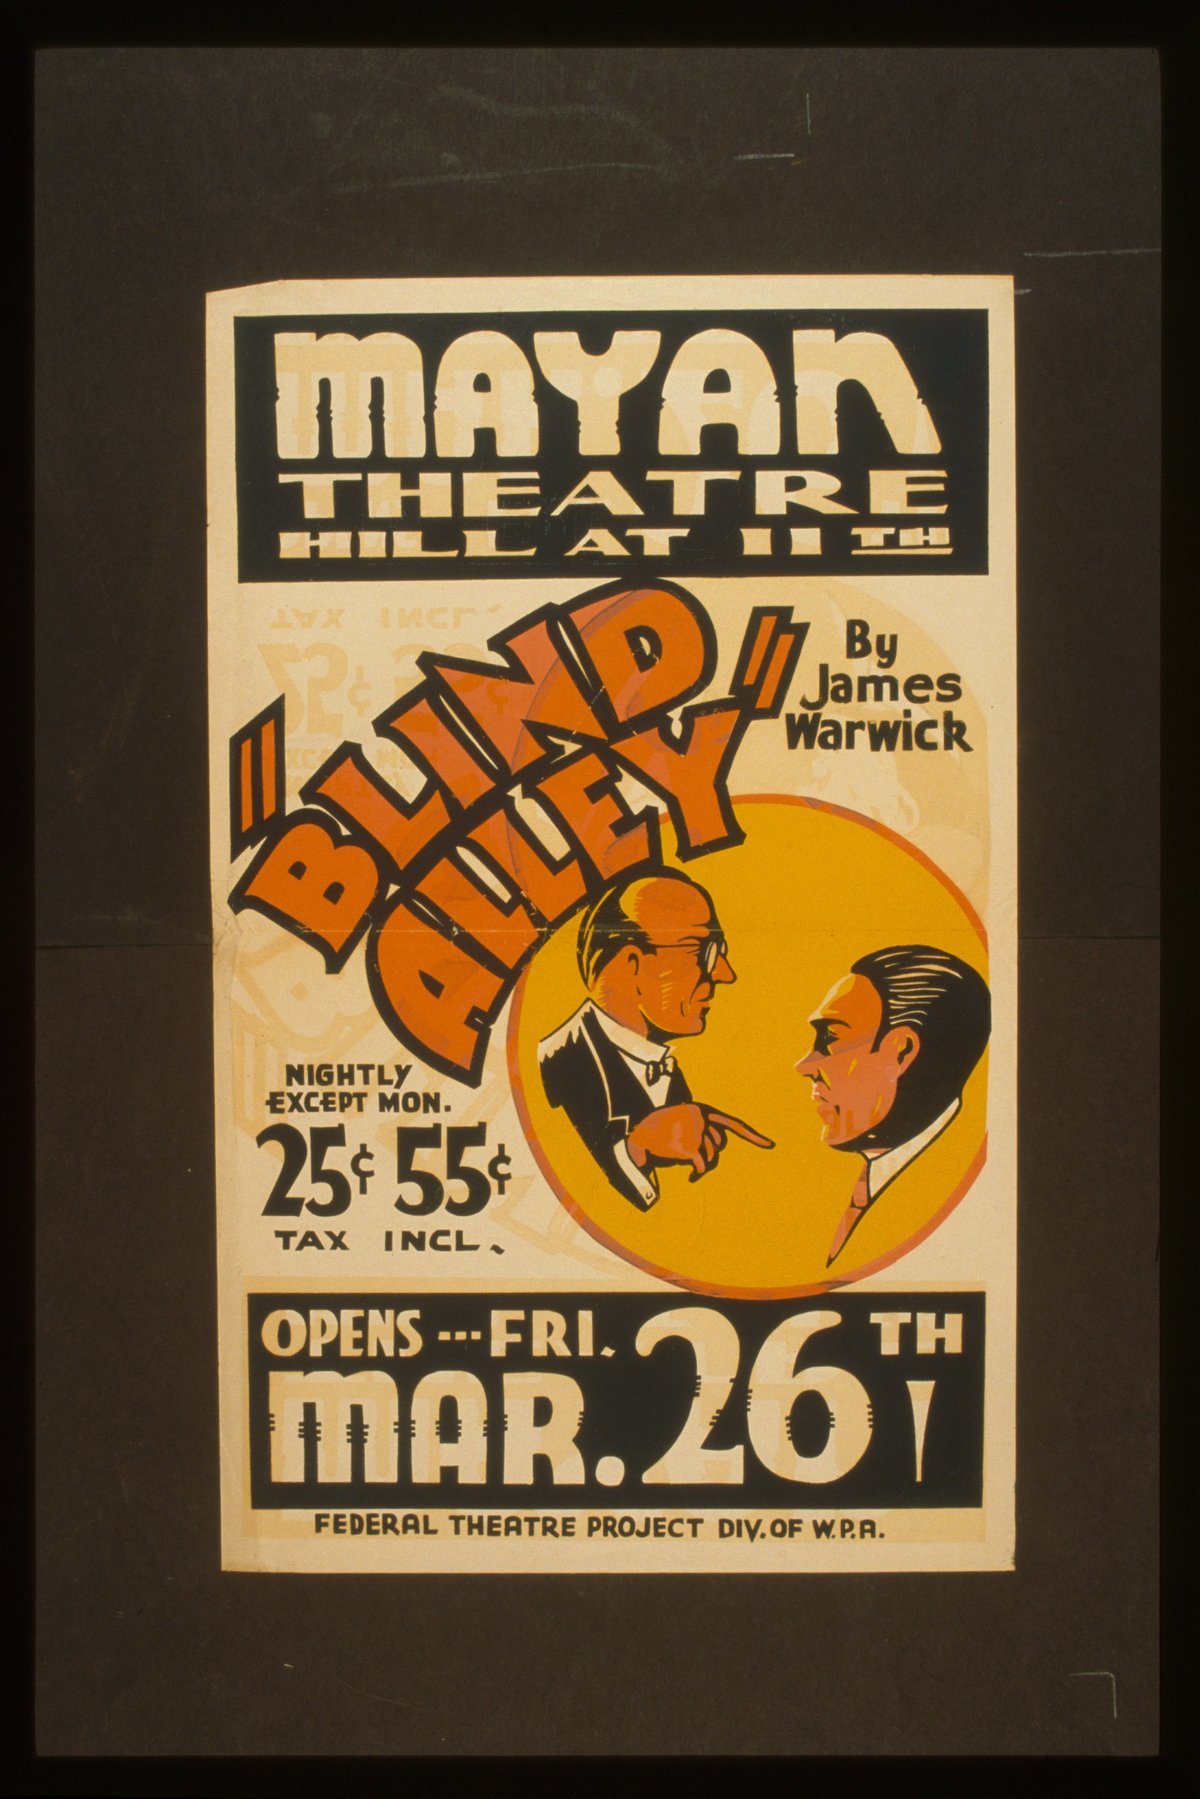 MAYAN
THEATRE
HILL AT 11TH
"BLIND
ALLEY"
By
James
Warwick
NIGHTLY
EXCEPT MON.
25¢ 55¢
TAX INCL.
OPENS---FRI.
MAR. 26TH
FEDERAL THEATRE PROJECT DIV. OF W.P.A.